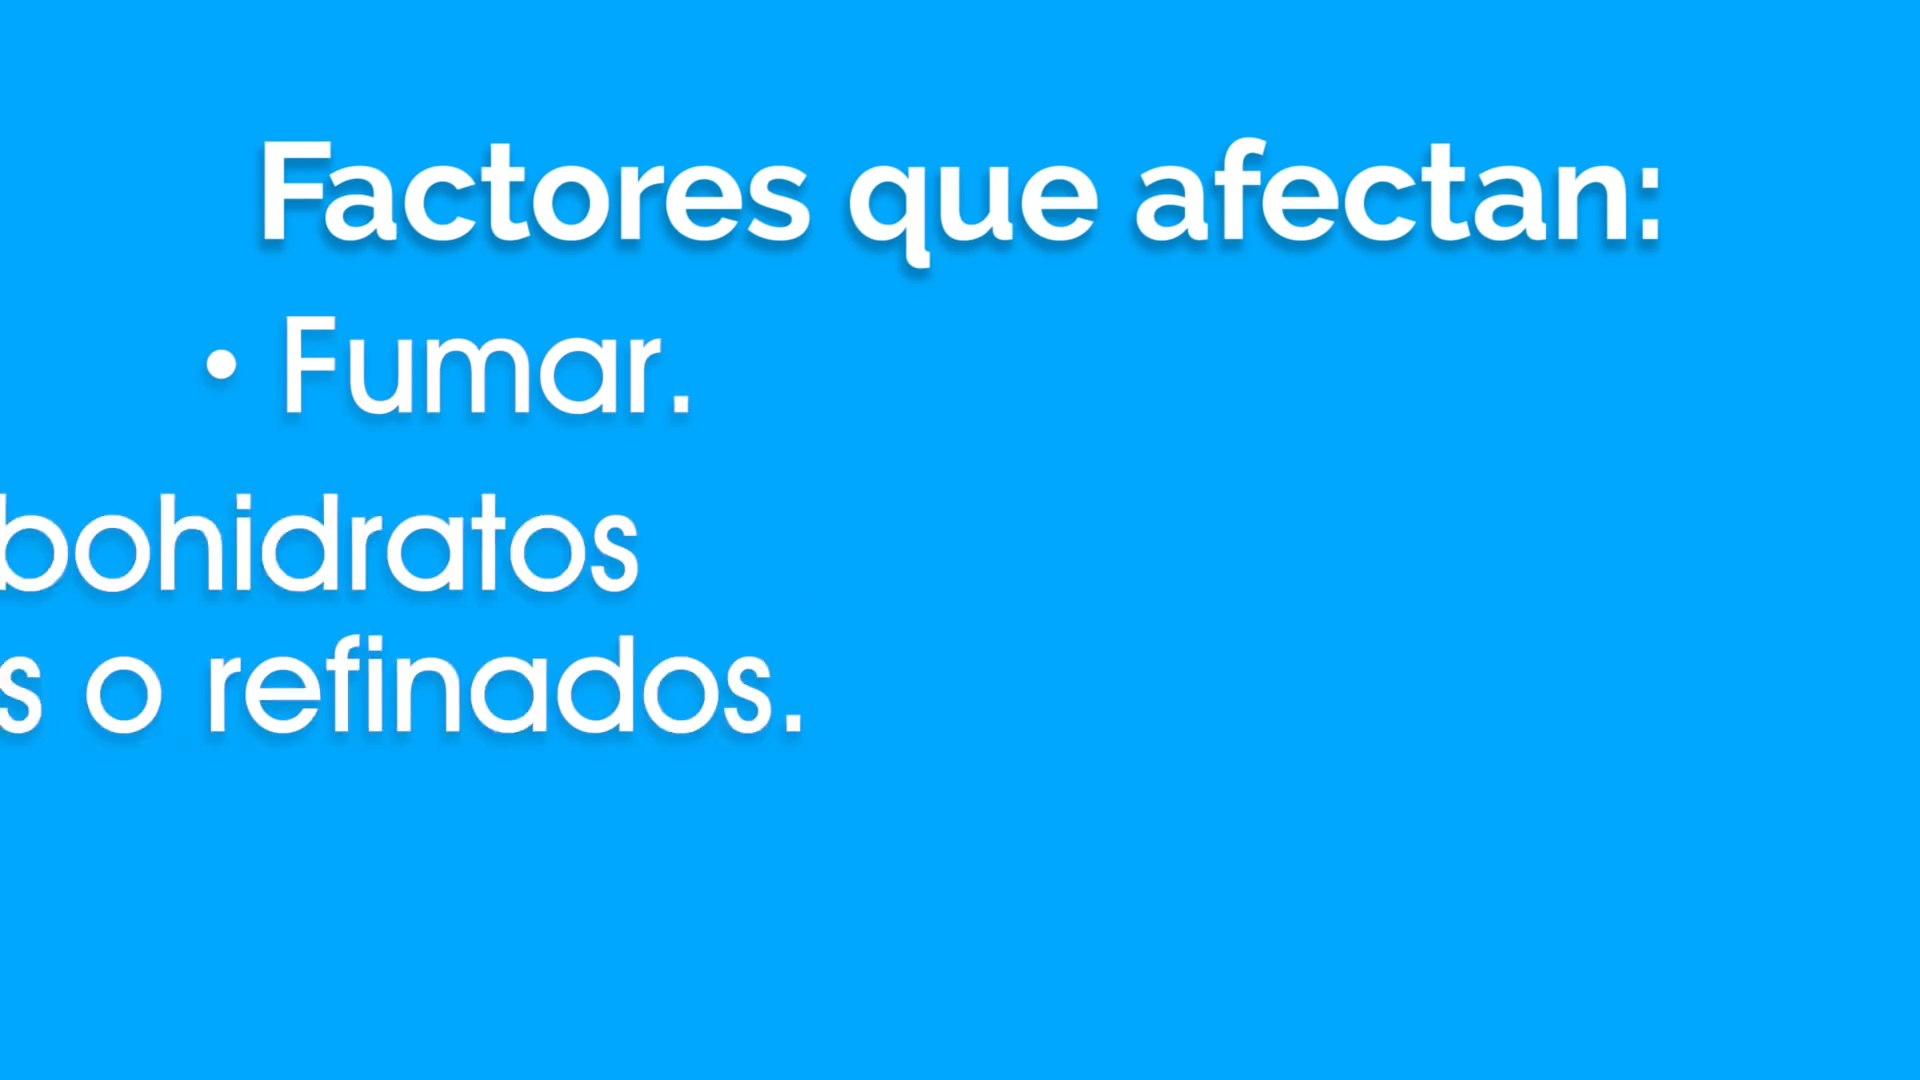 Factores que afectan:
• Fumar.
bohidratos
s o refinados.